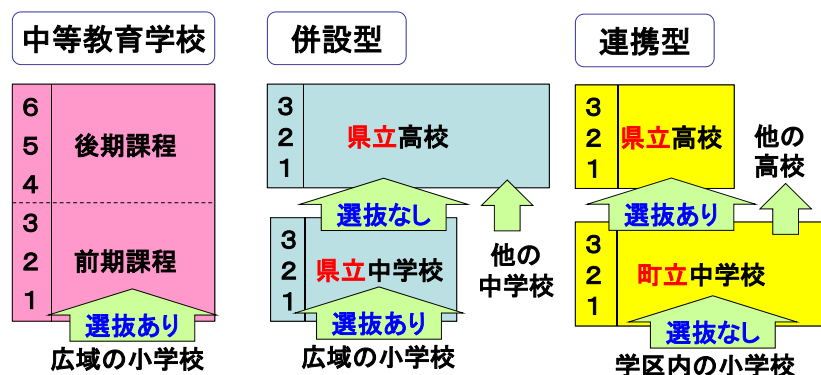 中等教育学校
6
5
4
後期課程
3
2
1
前期課程
選抜あり
広域の小学校
併設型
3
2
1
県立高校
選抜なし
他の
中学校
3
2
1
県立中学校
選抜あり
広域の小学校
連携型
3
2
1
県立高校
他の
高校
選抜あり
3
2
1
町立中学校
選抜なし
学区内の小学校